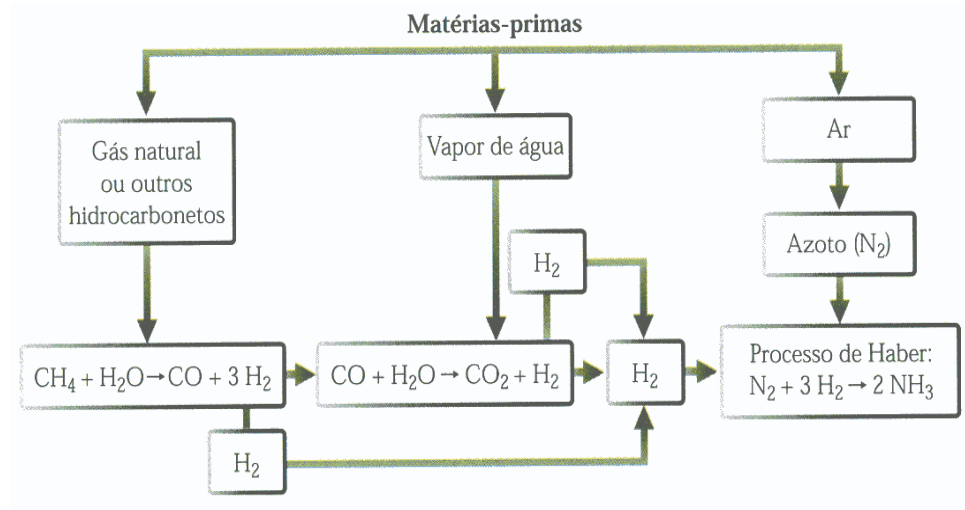 Matérias-primas
Gás natural
ou outros
hidrocarbonetos
Vapor de água
Ar
Azoto (N₂)
H₂
CH₄ + H₂O → CO + 3 H₂
CO + H₂O → CO₂ + H₂
H₂
Processo de Haber:
N₂ + 3 H₂ → 2 NH₃
H₂